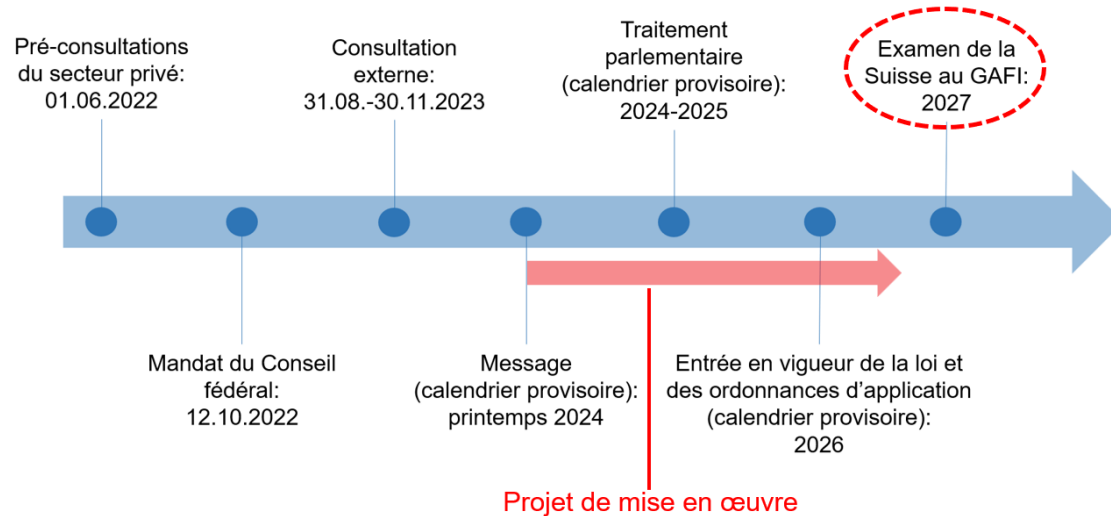 Pré-consultations
du secteur privé:
01.06.2022
Consultation
externe:
31.08.-30.11.2023
Traitement
parlementaire
(calendrier provisoire):
2024-2025
Examen de la
Suisse au GAFI:
2027
Mandat du Conseil
fédéral:
12.10.2022
Message
(calendrier provisoire):
printemps 2024
Entrée en vigueur de la loi et
des ordonnances d’application
(calendrier provisoire):
2026
Projet de mise en œuvre